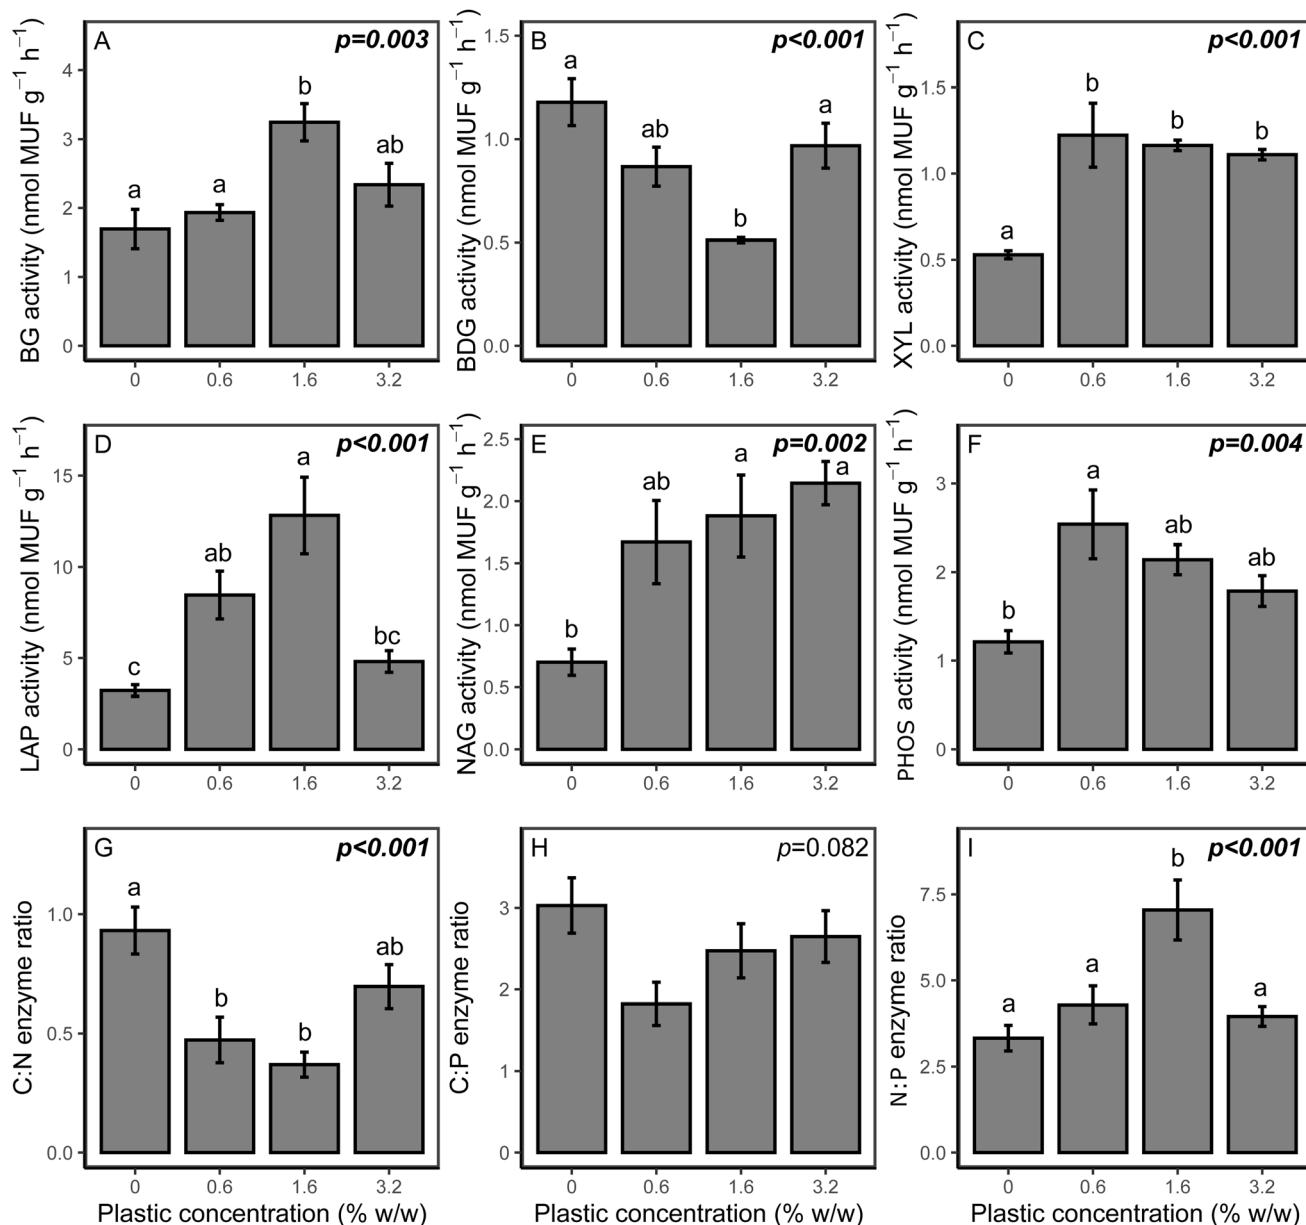 A
p=0.003
BG activity (nmol MUF g⁻¹ h⁻¹)
4
3
2
1
0
a
a
b
ab
0 0.6 1.6 3.2
B
p<0.001
BDG activity (nmol MUF g⁻¹ h⁻¹)
1.5
1.0
0.5
0.0
a
ab
b
a
0 0.6 1.6 3.2
C
p<0.001
XYL activity (nmol MUF g⁻¹ h⁻¹)
1.5
1.0
0.5
0.0
a
b
b
b
0 0.6 1.6 3.2
D
p<0.001
LAP activity (nmol MUF g⁻¹ h⁻¹)
15
10
5
0
c
ab
a
bc
0 0.6 1.6 3.2
E
p=0.002
NAG activity (nmol MUF g⁻¹ h⁻¹)
2.5
2.0
1.5
1.0
0.5
0.0
b
ab
a
a
0 0.6 1.6 3.2
F
p=0.004
PHOS activity (nmol MUF g⁻¹ h⁻¹)
3
2
1
0
b
a
ab
ab
0 0.6 1.6 3.2
G
p<0.001
C:N enzyme ratio
1.0
0.5
0.0
a
b
b
ab
0 0.6 1.6 3.2
Plastic concentration (% w/w)
H
p=0.082
C:P enzyme ratio
3
2
1
0
0 0.6 1.6 3.2
Plastic concentration (% w/w)
I
p<0.001
N:P enzyme ratio
7.5
5.0
2.5
0.0
a
a
b
a
0 0.6 1.6 3.2
Plastic concentration (% w/w)